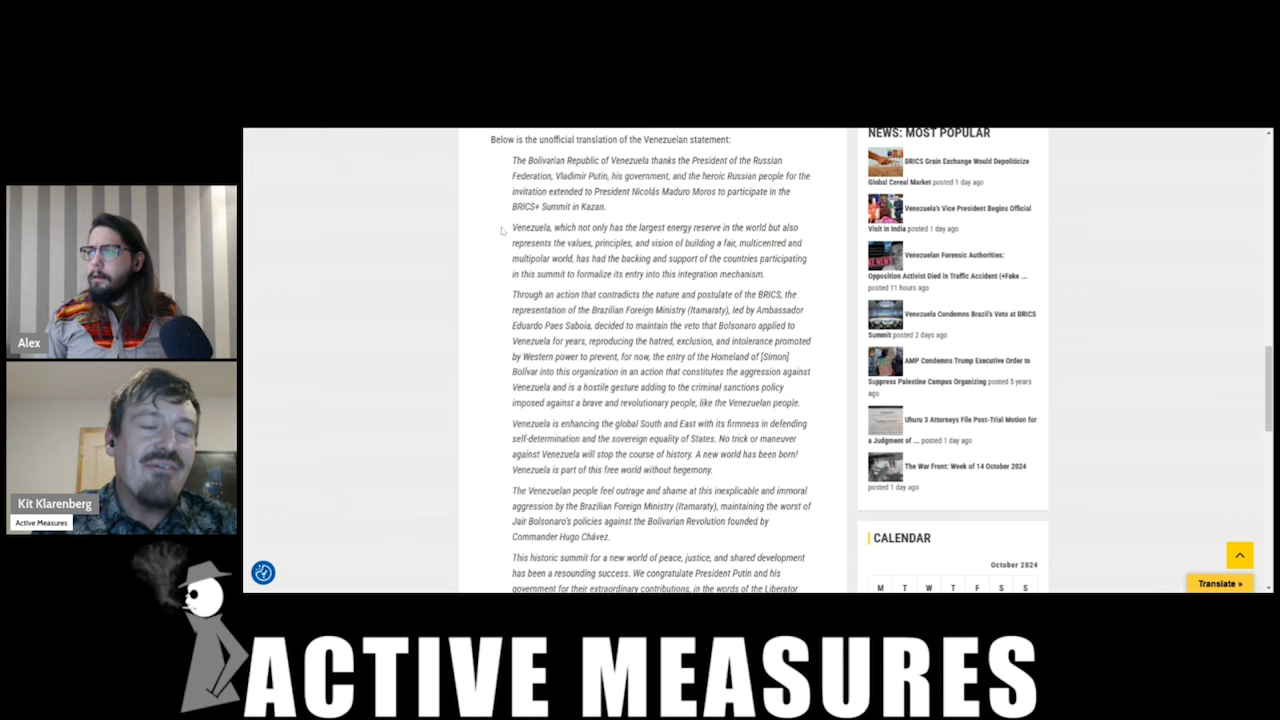 Below is the unofficial translation of the Venezuelan statement:
The Bolivarian Republic of Venezuela thanks the President of the Russian
Federation, Vladimir Putin, his government, and the heroic Russian people for the
invitation extended to President Nicolás Maduro Moros to participate in the
BRICS+ Summit in Kazan.
Venezuela, which not only has the largest energy reserve in the world but also
represents the values, principles, and vision of building a fair, multicentred and
multipolar world, has had the backing and support of the countries participating
in this summit to formalize its entry into this integration mechanism.
Through an action that contradicts the nature and postulate of the BRICS, the
representation of the Brazilian Foreign Ministry (Itamaraty), led by Ambassador
Eduardo Paes Saboia, decided to maintain the veto that Bolsonaro applied to
Venezuela for years, reproducing the hatred, exclusion, and intolerance promoted
by Western power to prevent, for now, the entry of the Homeland of [Simon]
Bolívar into this organization in an action that constitutes the aggression against
Venezuela and is a hostile gesture adding to the criminal sanctions policy
imposed against a brave and revolutionary people, like the Venezuelan people.
Venezuela is enhancing the global South and East with its firmness in defending
self-determination and the sovereign equality of States. No trick or maneuver
against Venezuela will stop the course of history. A new world has been born!
Venezuela is part of this free world without hegemony.
The Venezuelan people feel outrage and shame at this inexplicable and immoral
aggression by the Brazilian Foreign Ministry (Itamaraty), maintaining the worst of
Jair Bolsonaro's policies against the Bolivarian Revolution founded by
Commander Hugo Chávez.
This historic summit for a new world of peace, justice, and shared development
has been a resounding success. We congratulate President Putin and his
government for their extraordinary contributions, in the words of the Liberator
NEWS: MOST POPULAR
BRICS Grain Exchange Would Depoliticize
Global Cereal Market posted 1 day ago
Venezuela's Vice President Begins Official
Visit in India posted 1 day ago
Venezuelan Forensic Authorities:
Opposition Activist Died in Traffic Accident (+Fake ...
posted 11 hours ago
Venezuela Condemns Brazil's Veto at BRICS
Summit posted 2 days ago
AMP Condemns Trump Executive Order to
Suppress Palestine Campus Organizing posted 5 years
ago
Uhuru 3 Attorneys File Post-Trial Motion for
a Judgment of ... posted 1 day ago
The War Front: Week of 14 October 2024
posted 1 day ago
CALENDAR
October 2024
M T W T F S S
Translate »
Alex
Kit Klarenberg
Active Measures
ACTIVE MEASURES